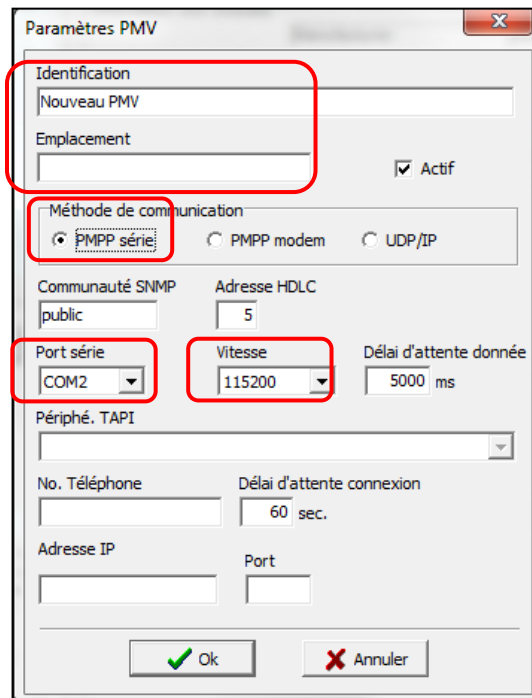 Paramètres PMV
Identification
Nouveau PMV
Emplacement
Actif
Méthode de communication
PMPP série PMPP modem UDP/IP
Communauté SNMP Adresse HDLC
public 5
Port série Vitesse Délai d'attente donnée
COM2 115200 5000 ms
Périphé. TAPI
No. Téléphone Délai d'attente connexion
60 sec.
Adresse IP Port
Ok Annuler